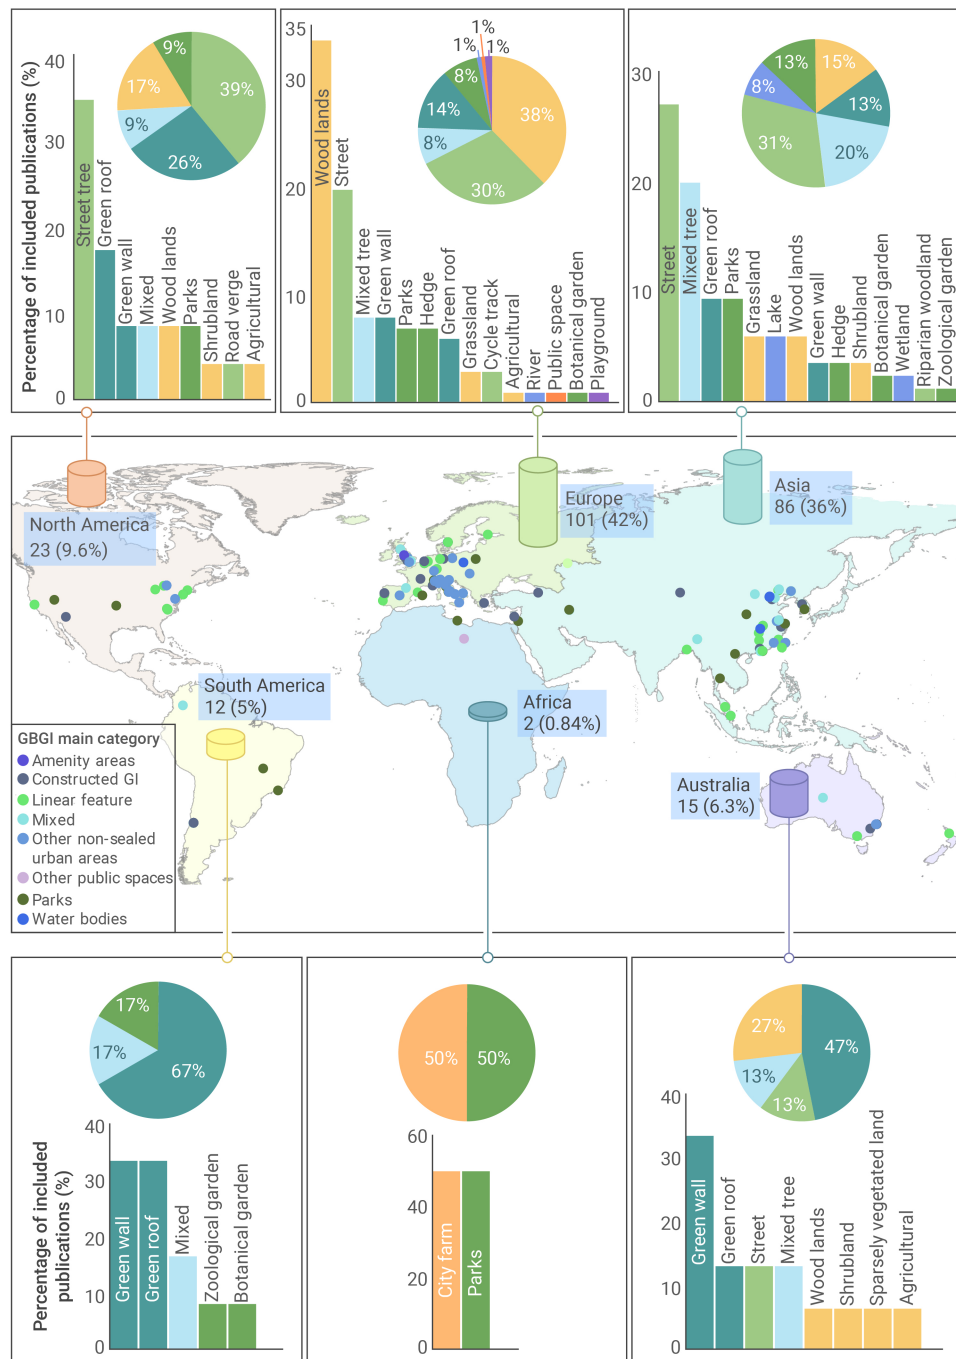 Percentage of included publications (%)
40
30
20
10
0
Street tree
Green roof
Green wall
Mixed
Wood lands
Parks
Shrubland
Road verge
Agricultural
9%
39%
17%
9%
26%
35
30
20
10
0
Wood lands
Street
Mixed tree
Green wall
Parks
Hedge
Green roof
Grassland
Cycle track
Agricultural
River
Public space
Botanical garden
Playground
1%
1%
1%
8%
38%
14%
8%
30%
30
20
10
0
Street
Mixed tree
Green roof
Parks
Grassland
Lake
Wood lands
Green wall
Hedge
Shrubland
Botanical garden
Wetland
Riparian woodland
Zoological garden
13%
15%
8%
13%
31%
20%
North America
23 (9.6%)
Europe
101 (42%)
Asia
86 (36%)
South America
12 (5%)
Africa
2 (0.84%)
Australia
15 (6.3%)
GBGI main category
Amenity areas
Constructed GI
Linear feature
Mixed
Other non-sealed
urban areas
Other public spaces
Parks
Water bodies
17%
17%
67%
Percentage of included
publications (%)
40
30
20
10
0
Green wall
Green roof
Mixed
Zoological garden
Botanical garden
50%
50%
60
40
20
0
City farm
Parks
27%
47%
13%
13%
40
30
20
10
0
Green wall
Green roof
Street
Mixed tree
Wood lands
Shrubland
Sparsely vegetated land
Agricultural